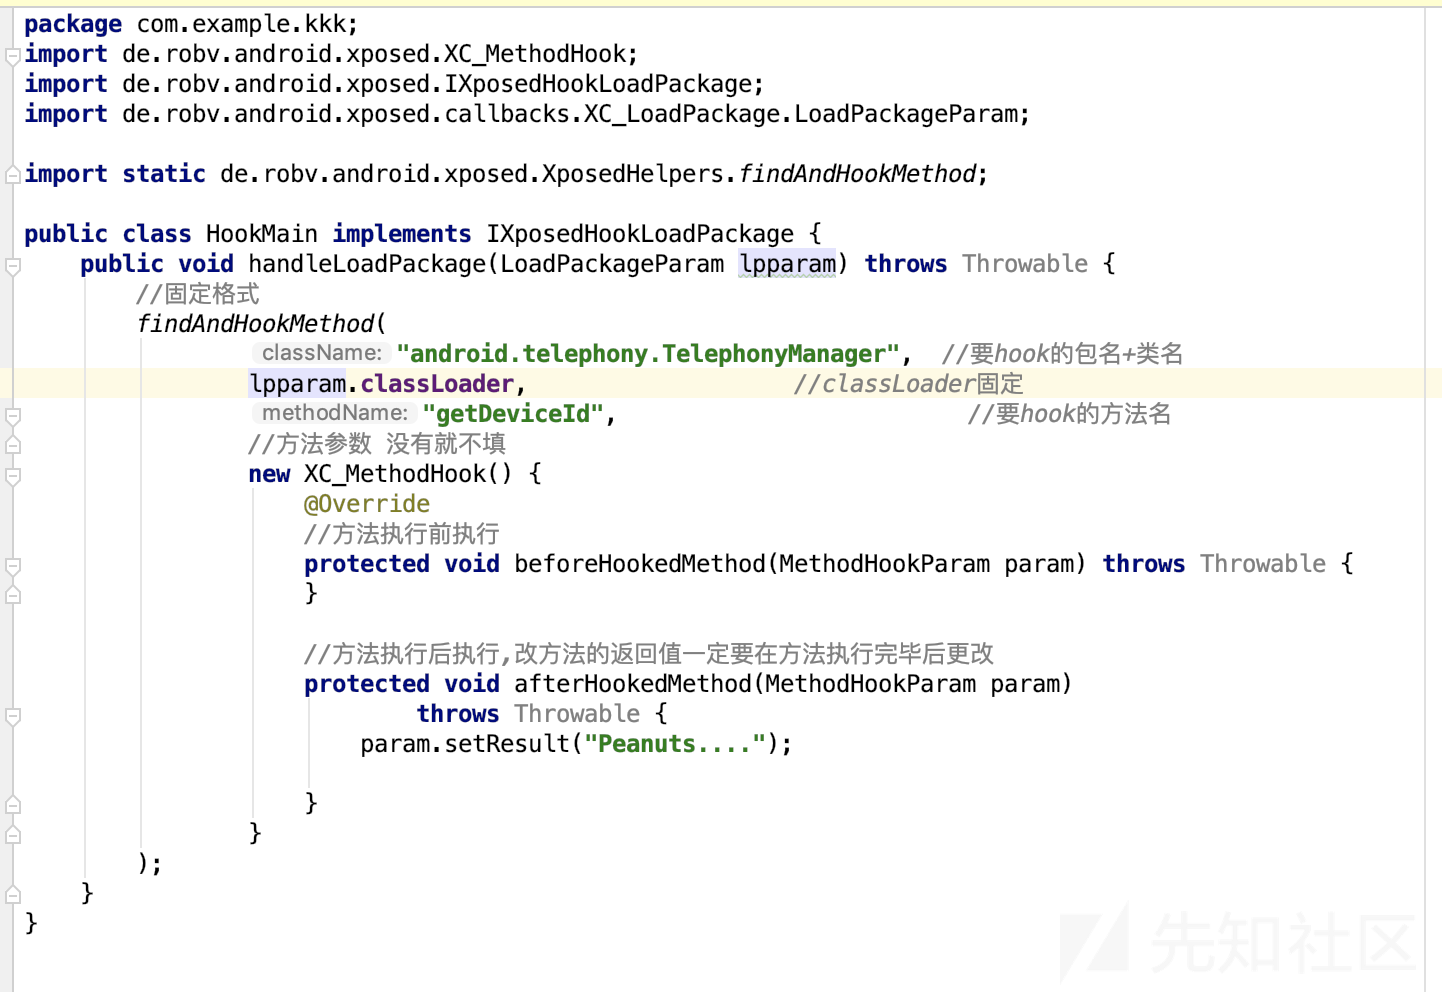 package com.example.kkk;
import de.robv.android.xposed.XC_MethodHook;
import de.robv.android.xposed.IXposedHookLoadPackage;
import de.robv.android.xposed.callbacks.XC_LoadPackage.LoadPackageParam;
import static de.robv.android.xposed.XposedHelpers.findAndHookMethod;
public class HookMain implements IXposedHookLoadPackage {
public void handleLoadPackage(LoadPackageParam lpparam) throws Throwable {
//固定格式
findAndHookMethod(
className: "android.telephony.TelephonyManager", //要hook的包名+类名
lpparam.classLoader, //classLoader固定
methodName: "getDeviceId", //要hook的方法名
//方法参数 没有就不填
new XC_MethodHook() {
@Override
//方法执行前执行
protected void beforeHookedMethod(MethodHookParam param) throws Throwable {
}
//方法执行后执行,改方法的返回值一定要在方法执行完毕后更改
protected void afterHookedMethod(MethodHookParam param)
throws Throwable {
param.setResult("Peanuts....");
}
}
);
}
}
先知社区